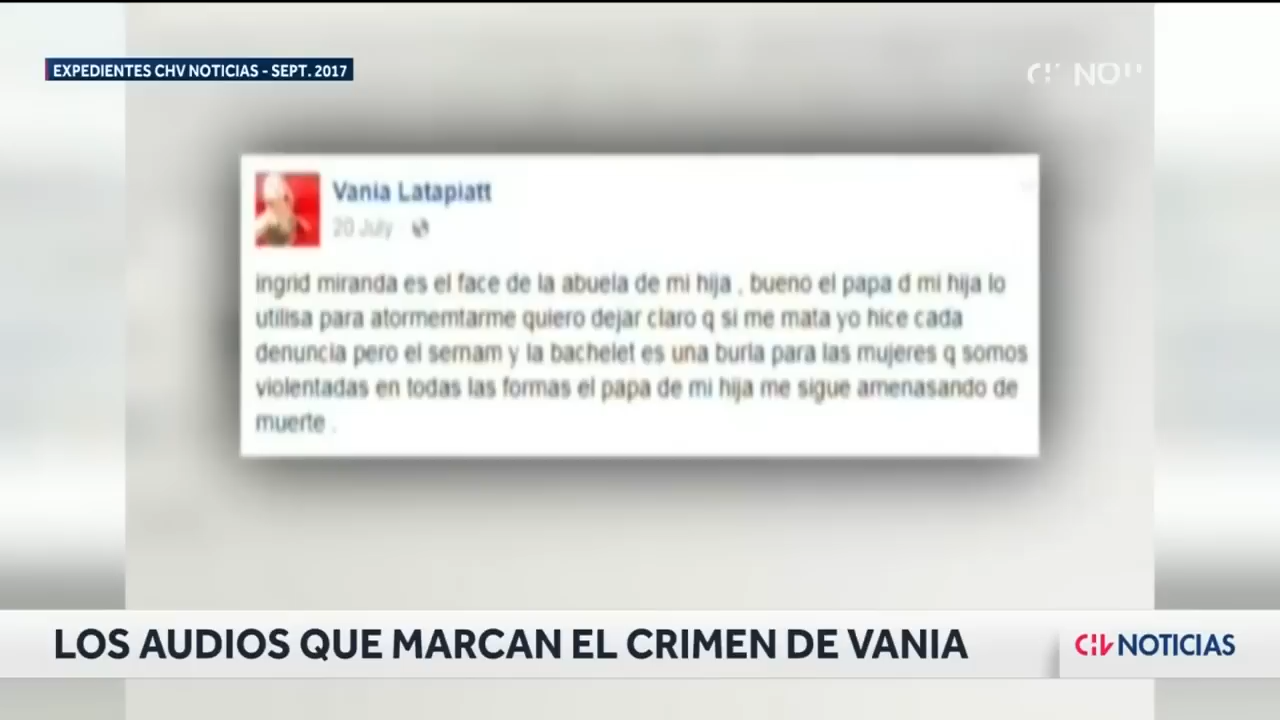 EXPEDIENTES CHV NOTICIAS - SEPT. 2017
Vania Latapiatt
20 July
ingrid miranda es el face de la abuela de mi hija , bueno el papa d mi hija lo
utilisa para atormemtarme quiero dejar claro q si me mata yo hice cada
denuncia pero el sernam y la bachelet es una burla para las mujeres q somos
violentadas en todas las formas el papa de mi hija me sigue amenasando de
muerte .
LOS AUDIOS QUE MARCAN EL CRIMEN DE VANIA
CHV NOTICIAS